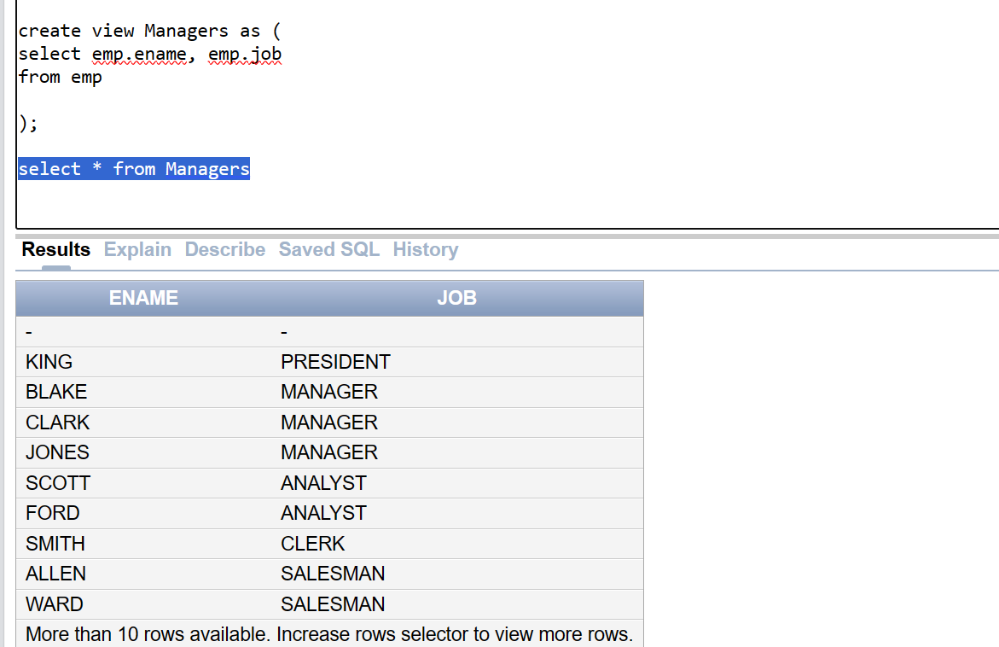 create view Managers as (
select emp.ename, emp.job
from emp
);
select * from Managers
Results Explain Describe Saved SQL History
ENAME JOB
- -
KING PRESIDENT
BLAKE MANAGER
CLARK MANAGER
JONES MANAGER
SCOTT ANALYST
FORD ANALYST
SMITH CLERK
ALLEN SALESMAN
WARD SALESMAN
More than 10 rows available. Increase rows selector to view more rows.